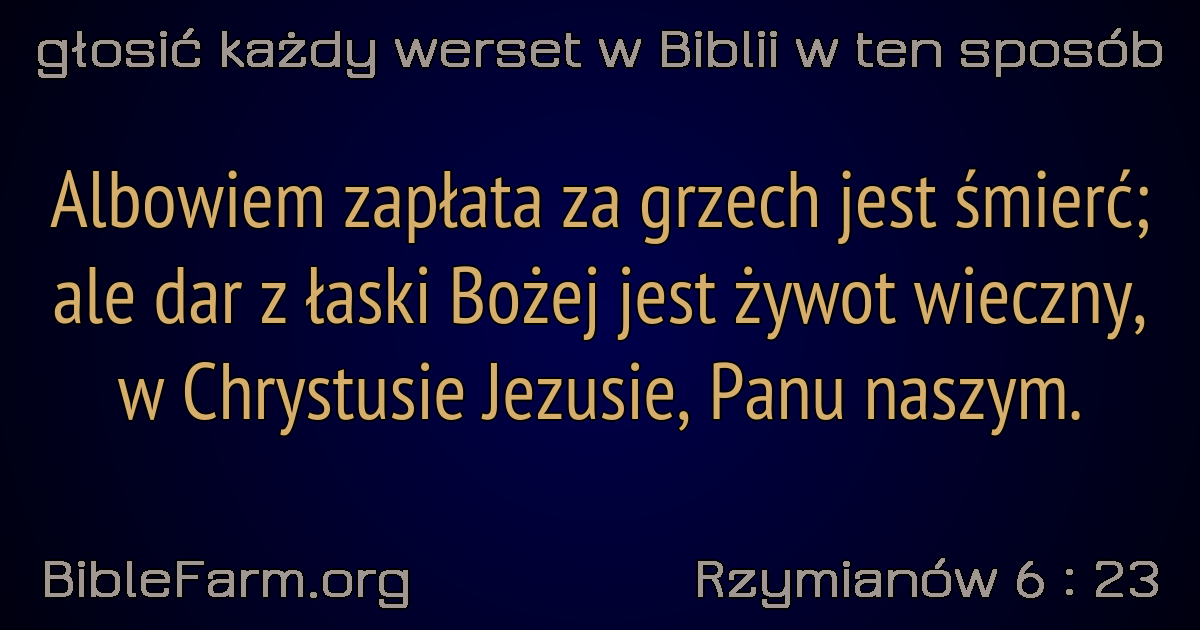 głosić każdy werset w Biblii w ten sposób
Albowiem zapłata za grzech jest śmierć;
ale dar z łaski Bożej jest żywot wieczny,
w Chrystusie Jezusie, Panu naszym.
BibleFarm.org
Rzymianów 6 : 23